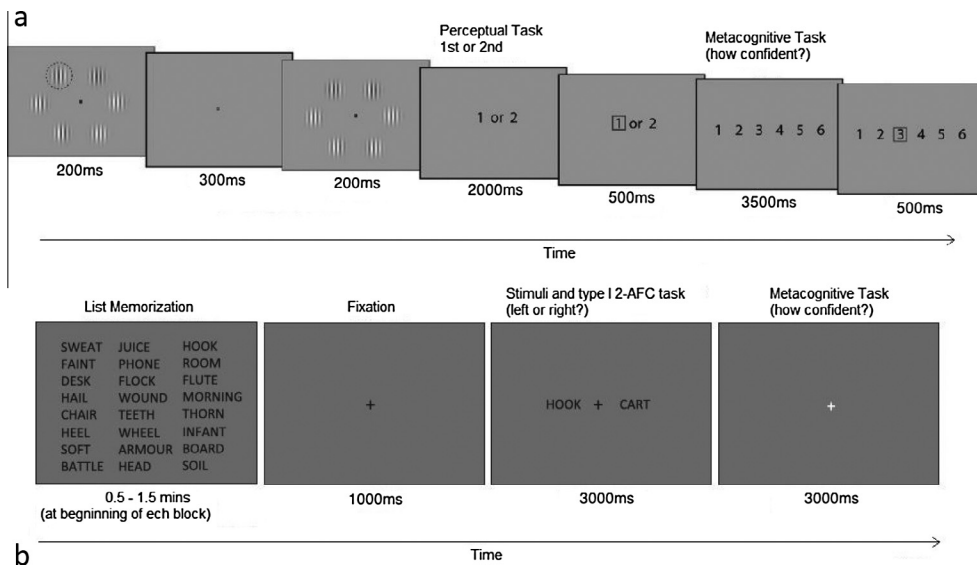 a
Perceptual Task
1st or 2nd
Metacognitive Task
(how confident?)
1 or 2
1 or 2
1 2 3 4 5 6
1 2 3 4 5 6
200ms
300ms
200ms
2000ms
500ms
3500ms
500ms
Time
List Memorization
Fixation
Stimuli and type I 2-AFC task
(left or right?)
Metacognitive Task
(how confident?)
SWEAT JUICE HOOK
FAINT PHONE ROOM
DESK FLOCK FLUTE
HAIL WOUND MORNING
CHAIR TEETH THORN
HEEL WHEEL INFANT
SOFT ARMOUR BOARD
BATTLE HEAD SOIL
+
HOOK + CART
+
0.5 - 1.5 mins
(at begninning of ech block)
1000ms
3000ms
3000ms
b
Time